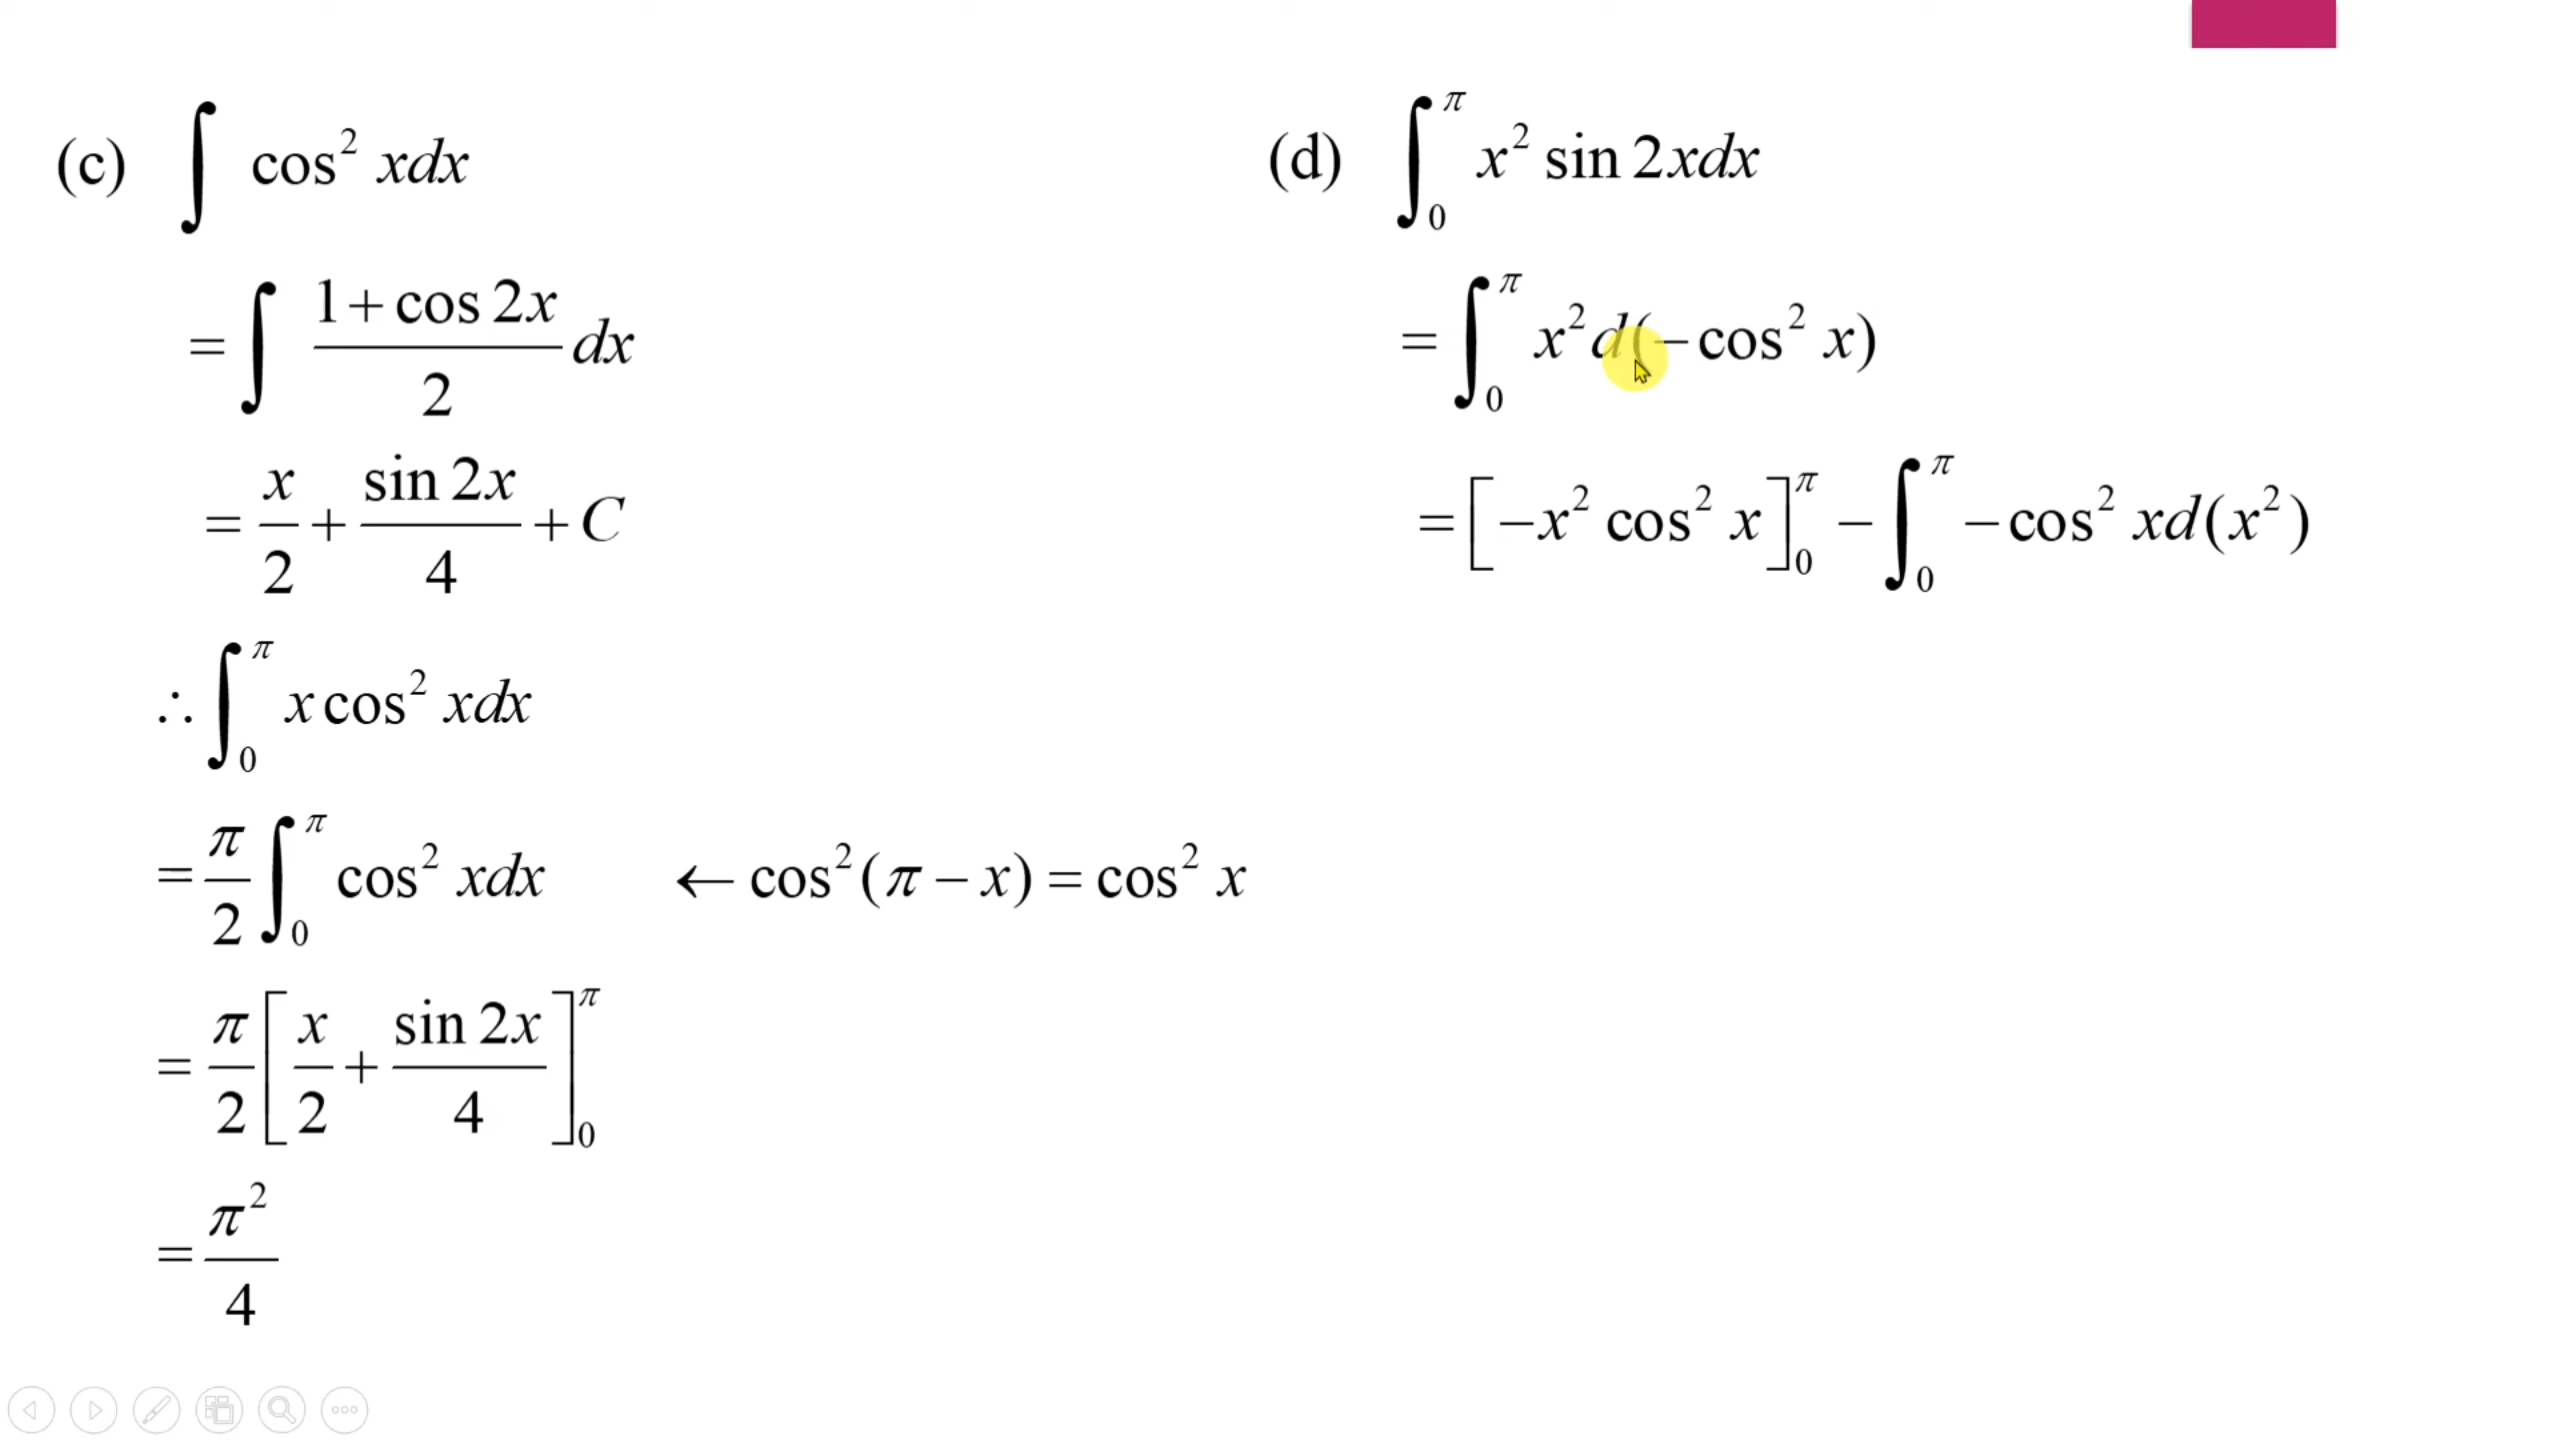 (c) ∫ cos² xdx
= ∫ (1 + cos 2x)/2 dx
= x/2 + sin 2x/4 + C
∴ ∫₀^π x cos² xdx
= π/2 ∫₀^π cos² xdx ← cos²(π − x) = cos² x
= π/2 [x/2 + sin 2x/4]₀^π
= π²/4
(d) ∫₀^π x² sin 2xdx
= ∫₀^π x²d(−cos² x)
= [−x² cos² x]₀^π − ∫₀^π −cos² xd(x²)